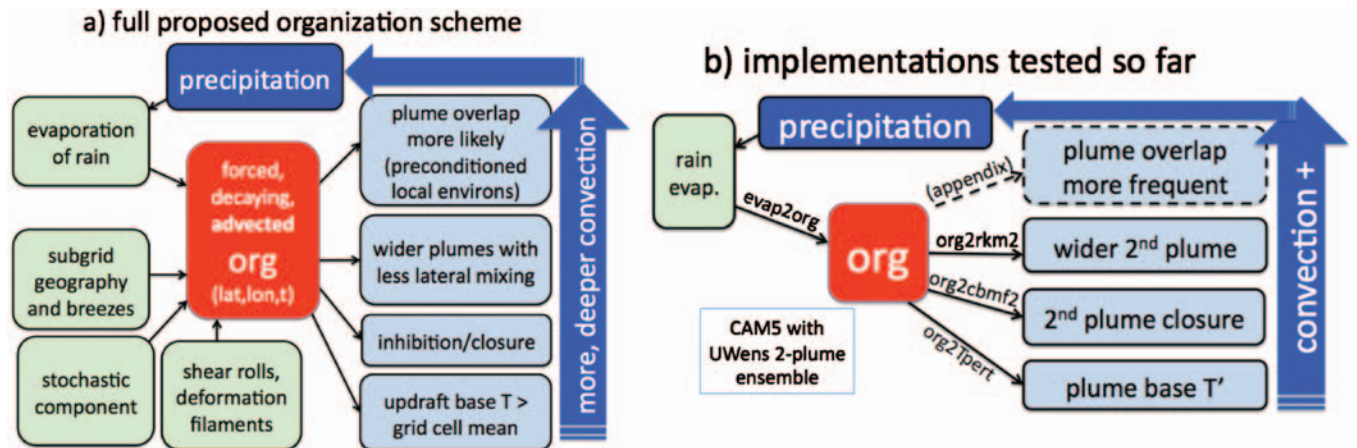 a) full proposed organization scheme
precipitation
evaporation
of rain
subgrid
geography
and breezes
stochastic
component
shear rolls,
deformation
filaments
forced,
decaying,
advected
org
(lat,lon,t)
plume overlap
more likely
(preconditioned
local environs)
wider plumes with
less lateral mixing
inhibition/closure
updraft base T >
grid cell mean
more, deeper convection
b) implementations tested so far
precipitation
rain
evap.
evap2org
org
(appendix)
org2rkm2
org2cbmf2
org2Tpert
plume overlap
more frequent
wider 2nd plume
2nd plume closure
plume base T'
convection +
CAM5 with
UWens 2-plume
ensemble